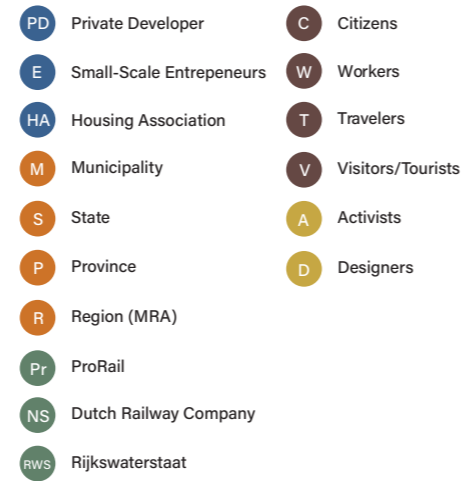 PD Private Developer
E Small-Scale Entrepeneurs
HA Housing Association
M Municipality
S State
P Province
R Region (MRA)
Pr ProRail
NS Dutch Railway Company
RWS Rijkswaterstaat
C Citizens
W Workers
T Travelers
V Visitors/Tourists
A Activists
D Designers